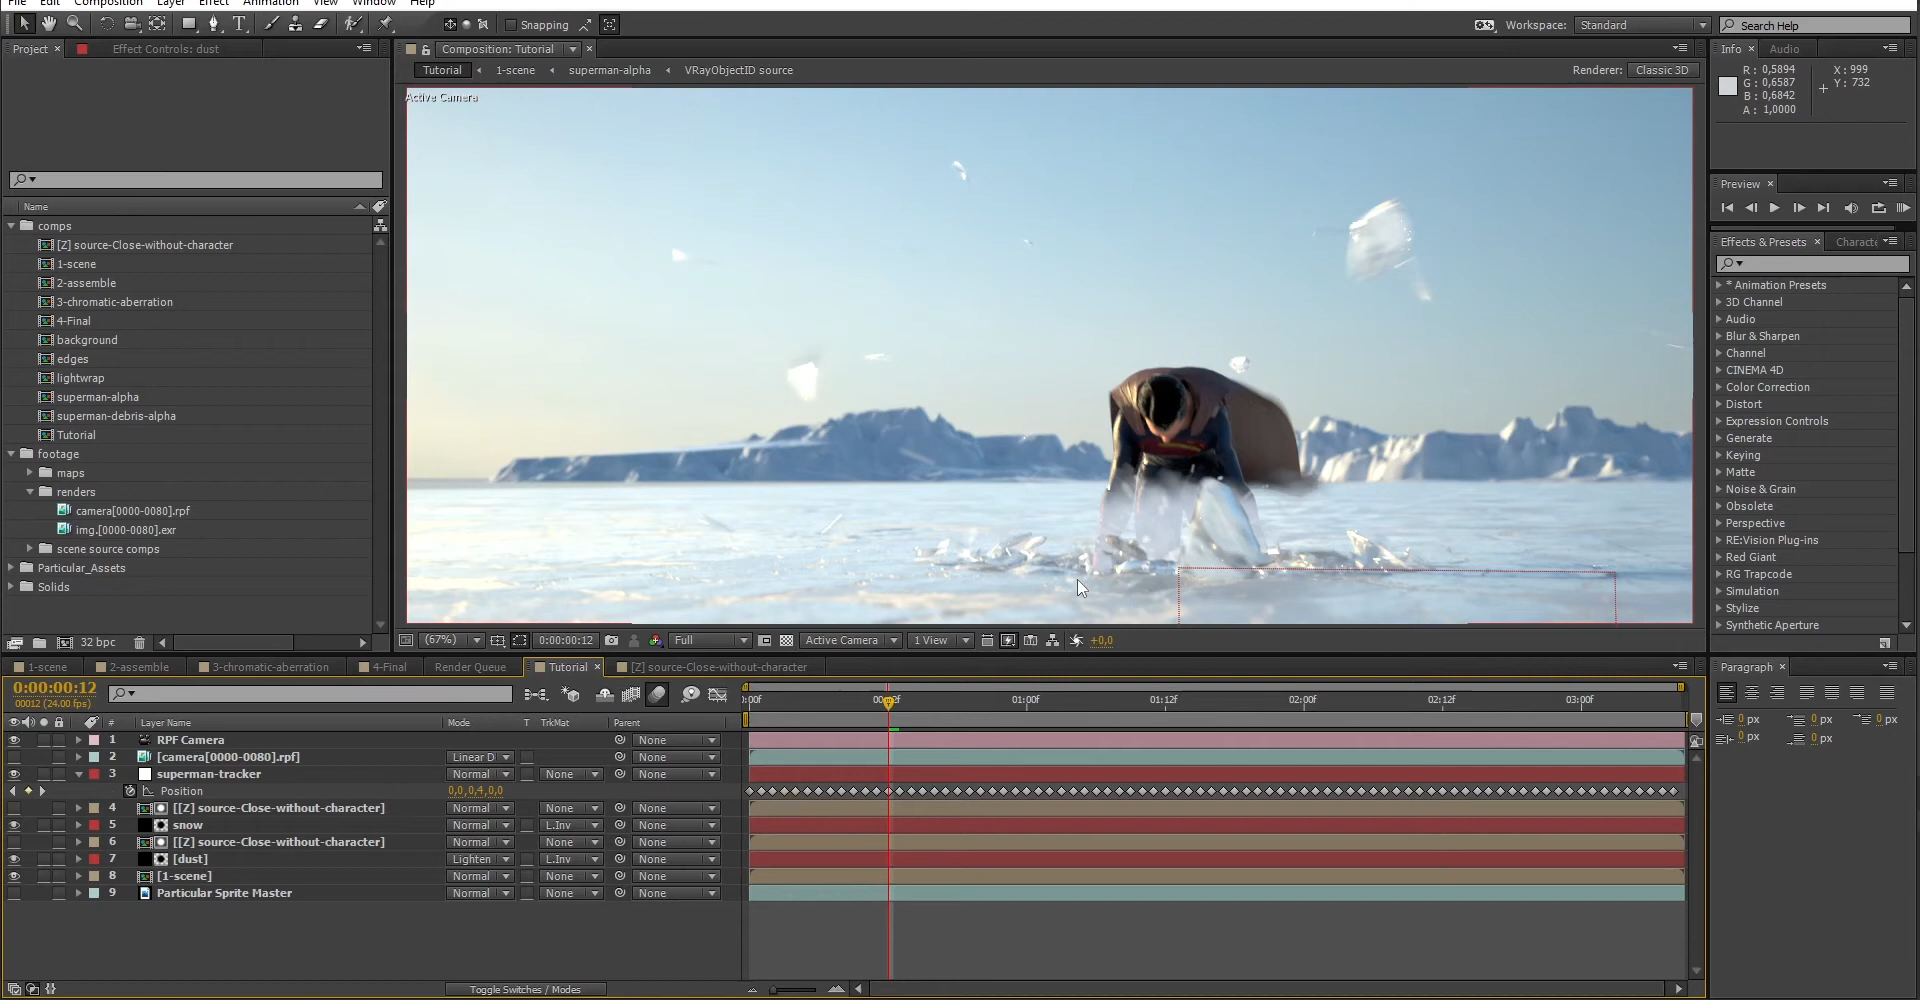 File Edit Composition Layer Effect Animation View Window Help
Snapping
Workspace: Standard
Search Help
Project
Effect Controls: dust
Composition: Tutorial
Tutorial 1-scene superman-alpha VRayObjectID source
Renderer: Classic 3D
Active Camera
Info Audio
R: 0,5894
G: 0,6587
B: 0,6842
A: 1,0000
X: 999
Y: 732
Preview
Effects & Presets Characte
* Animation Presets
3D Channel
Audio
Blur & Sharpen
Channel
CINEMA 4D
Color Correction
Distort
Expression Controls
Generate
Keying
Matte
Noise & Grain
Obsolete
Perspective
RE:Vision Plug-ins
Red Giant
RG Trapcode
Simulation
Stylize
Synthetic Aperture
Name
comps
[Z] source-Close-without-character
1-scene
2-assemble
3-chromatic-aberration
4-Final
background
edges
lightwrap
superman-alpha
superman-debris-alpha
Tutorial
footage
maps
renders
camera[0000-0080].rpf
img.[0000-0080].exr
scene source comps
Particular_Assets
Solids
32 bpc
(67%) 0:00:00:12 Full Active Camera 1 View +0,0
1-scene 2-assemble 3-chromatic-aberration 4-Final Render Queue Tutorial [Z] source-Close-without-character
Paragraph
0 px 0 px 0 px
0 px 0 px
0:00:00:12
00012 (24.00 fps)
:00f 00:12f 01:00f 01:12f 02:00f 02:12f 03:00f
# Layer Name Mode T TrkMat Parent
1 RPF Camera None
2 [camera[0000-0080].rpf] Linear D None
3 superman-tracker Normal None None
Position 0,0,0,4,0,0
4 [[Z] source-Close-without-character] Normal None None
5 snow Normal L.Inv None
6 [[Z] source-Close-without-character] Normal None None
7 [dust] Lighten L.Inv None
8 [1-scene] Normal None None
9 Particular Sprite Master Normal None None
Toggle Switches / Modes